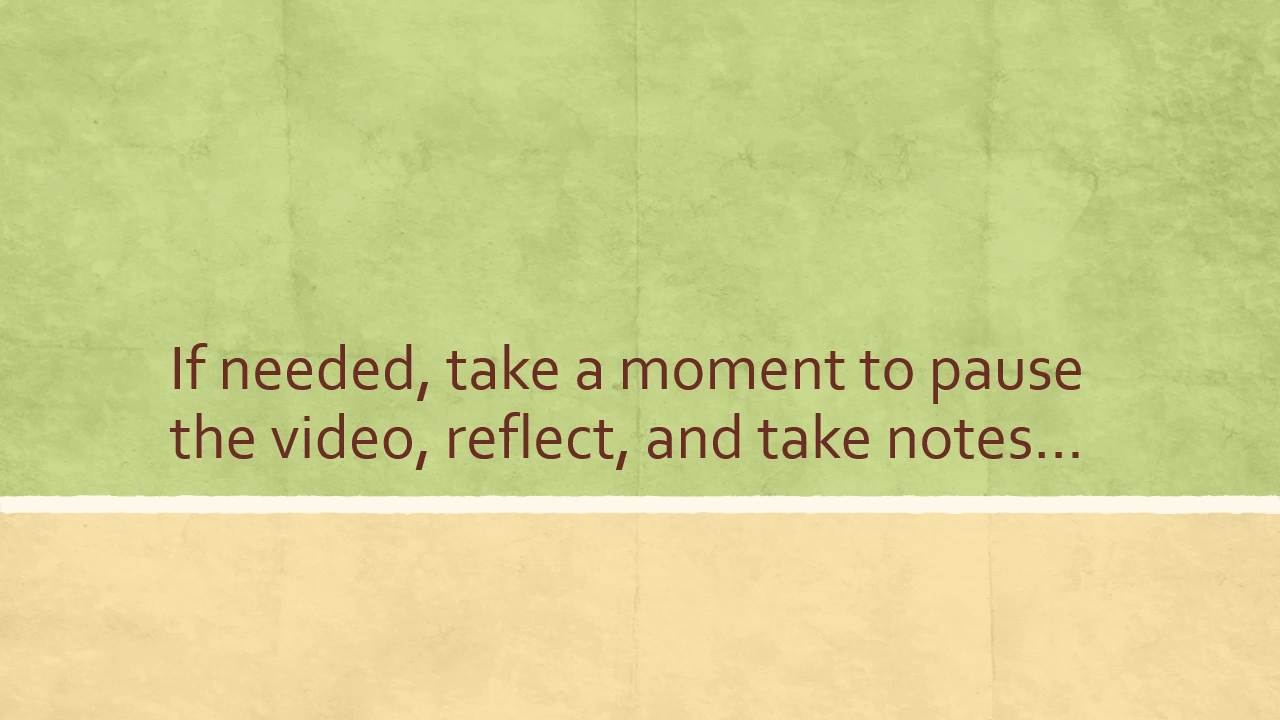 If needed, take a moment to pause
the video, reflect, and take notes...